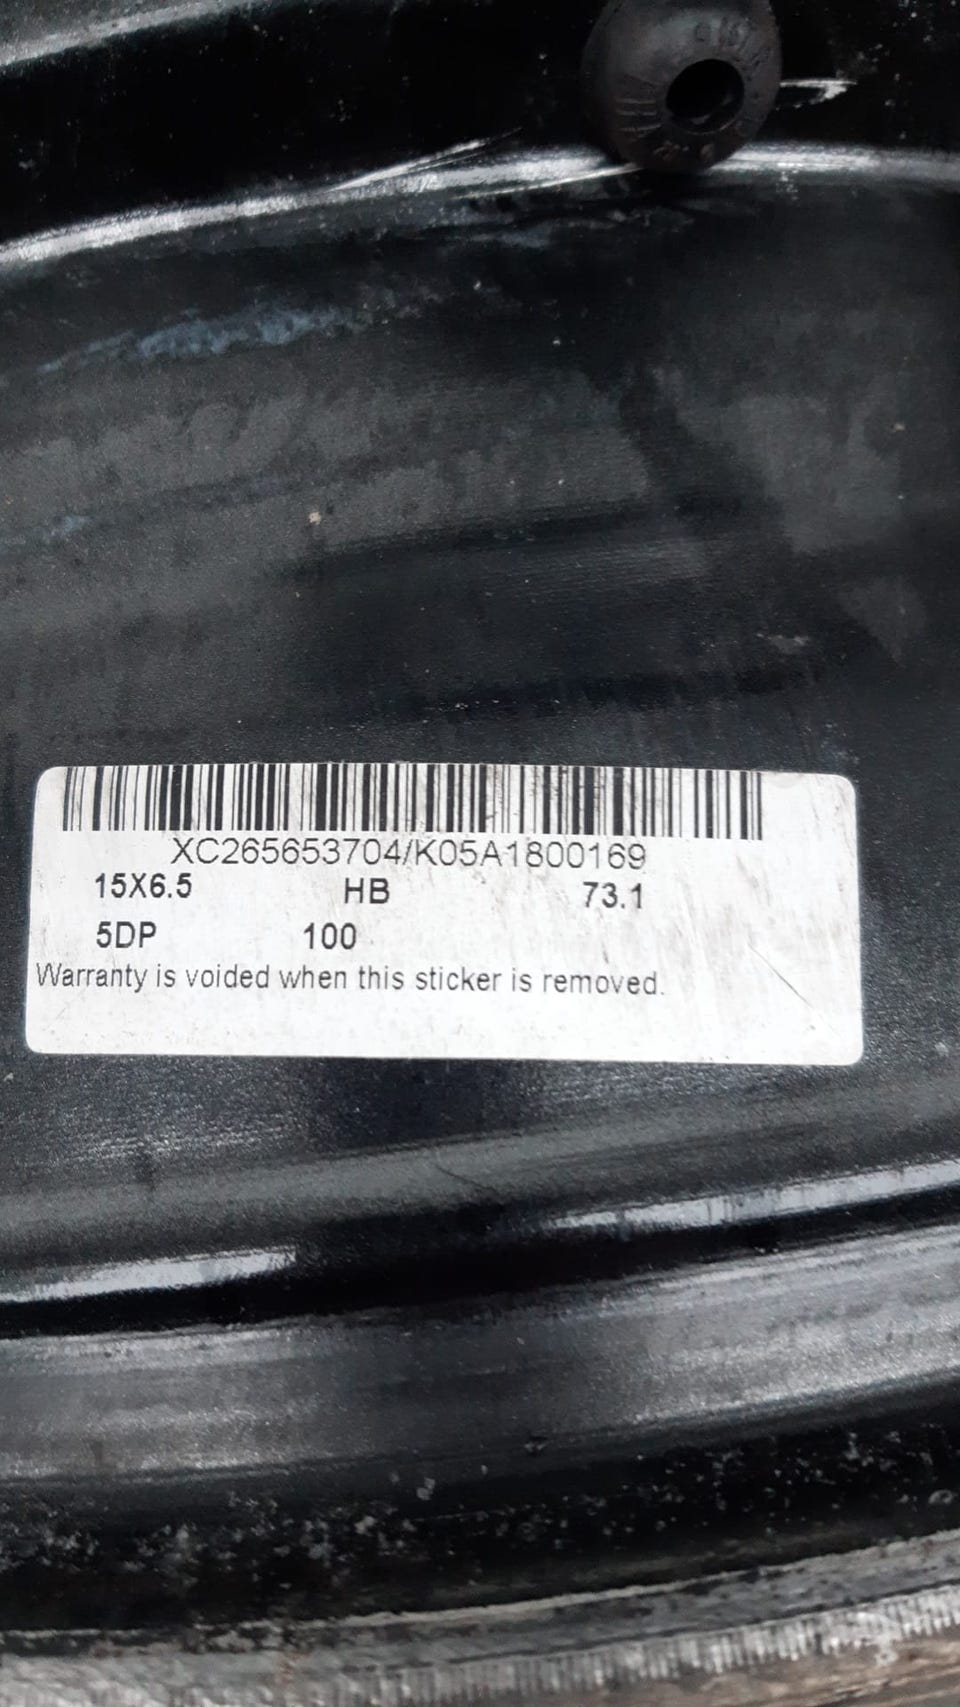 XC265653704/K05A1800169
15X6.5 HB 73.1
5DP 100
Warranty is voided when this sticker is removed.